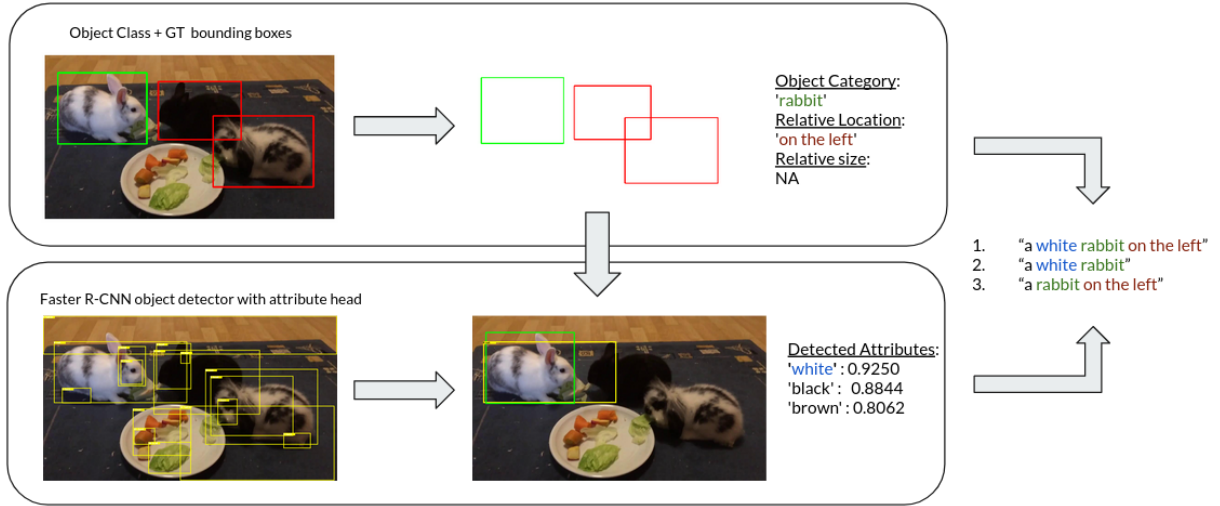 Object Class + GT bounding boxes
Object Category:
'rabbit'
Relative Location:
'on the left'
Relative size:
NA
1. “a white rabbit on the left”
2. “a white rabbit”
3. “a rabbit on the left”
Faster R-CNN object detector with attribute head
Detected Attributes:
'white' : 0.9250
'black' : 0.8844
'brown' : 0.8062